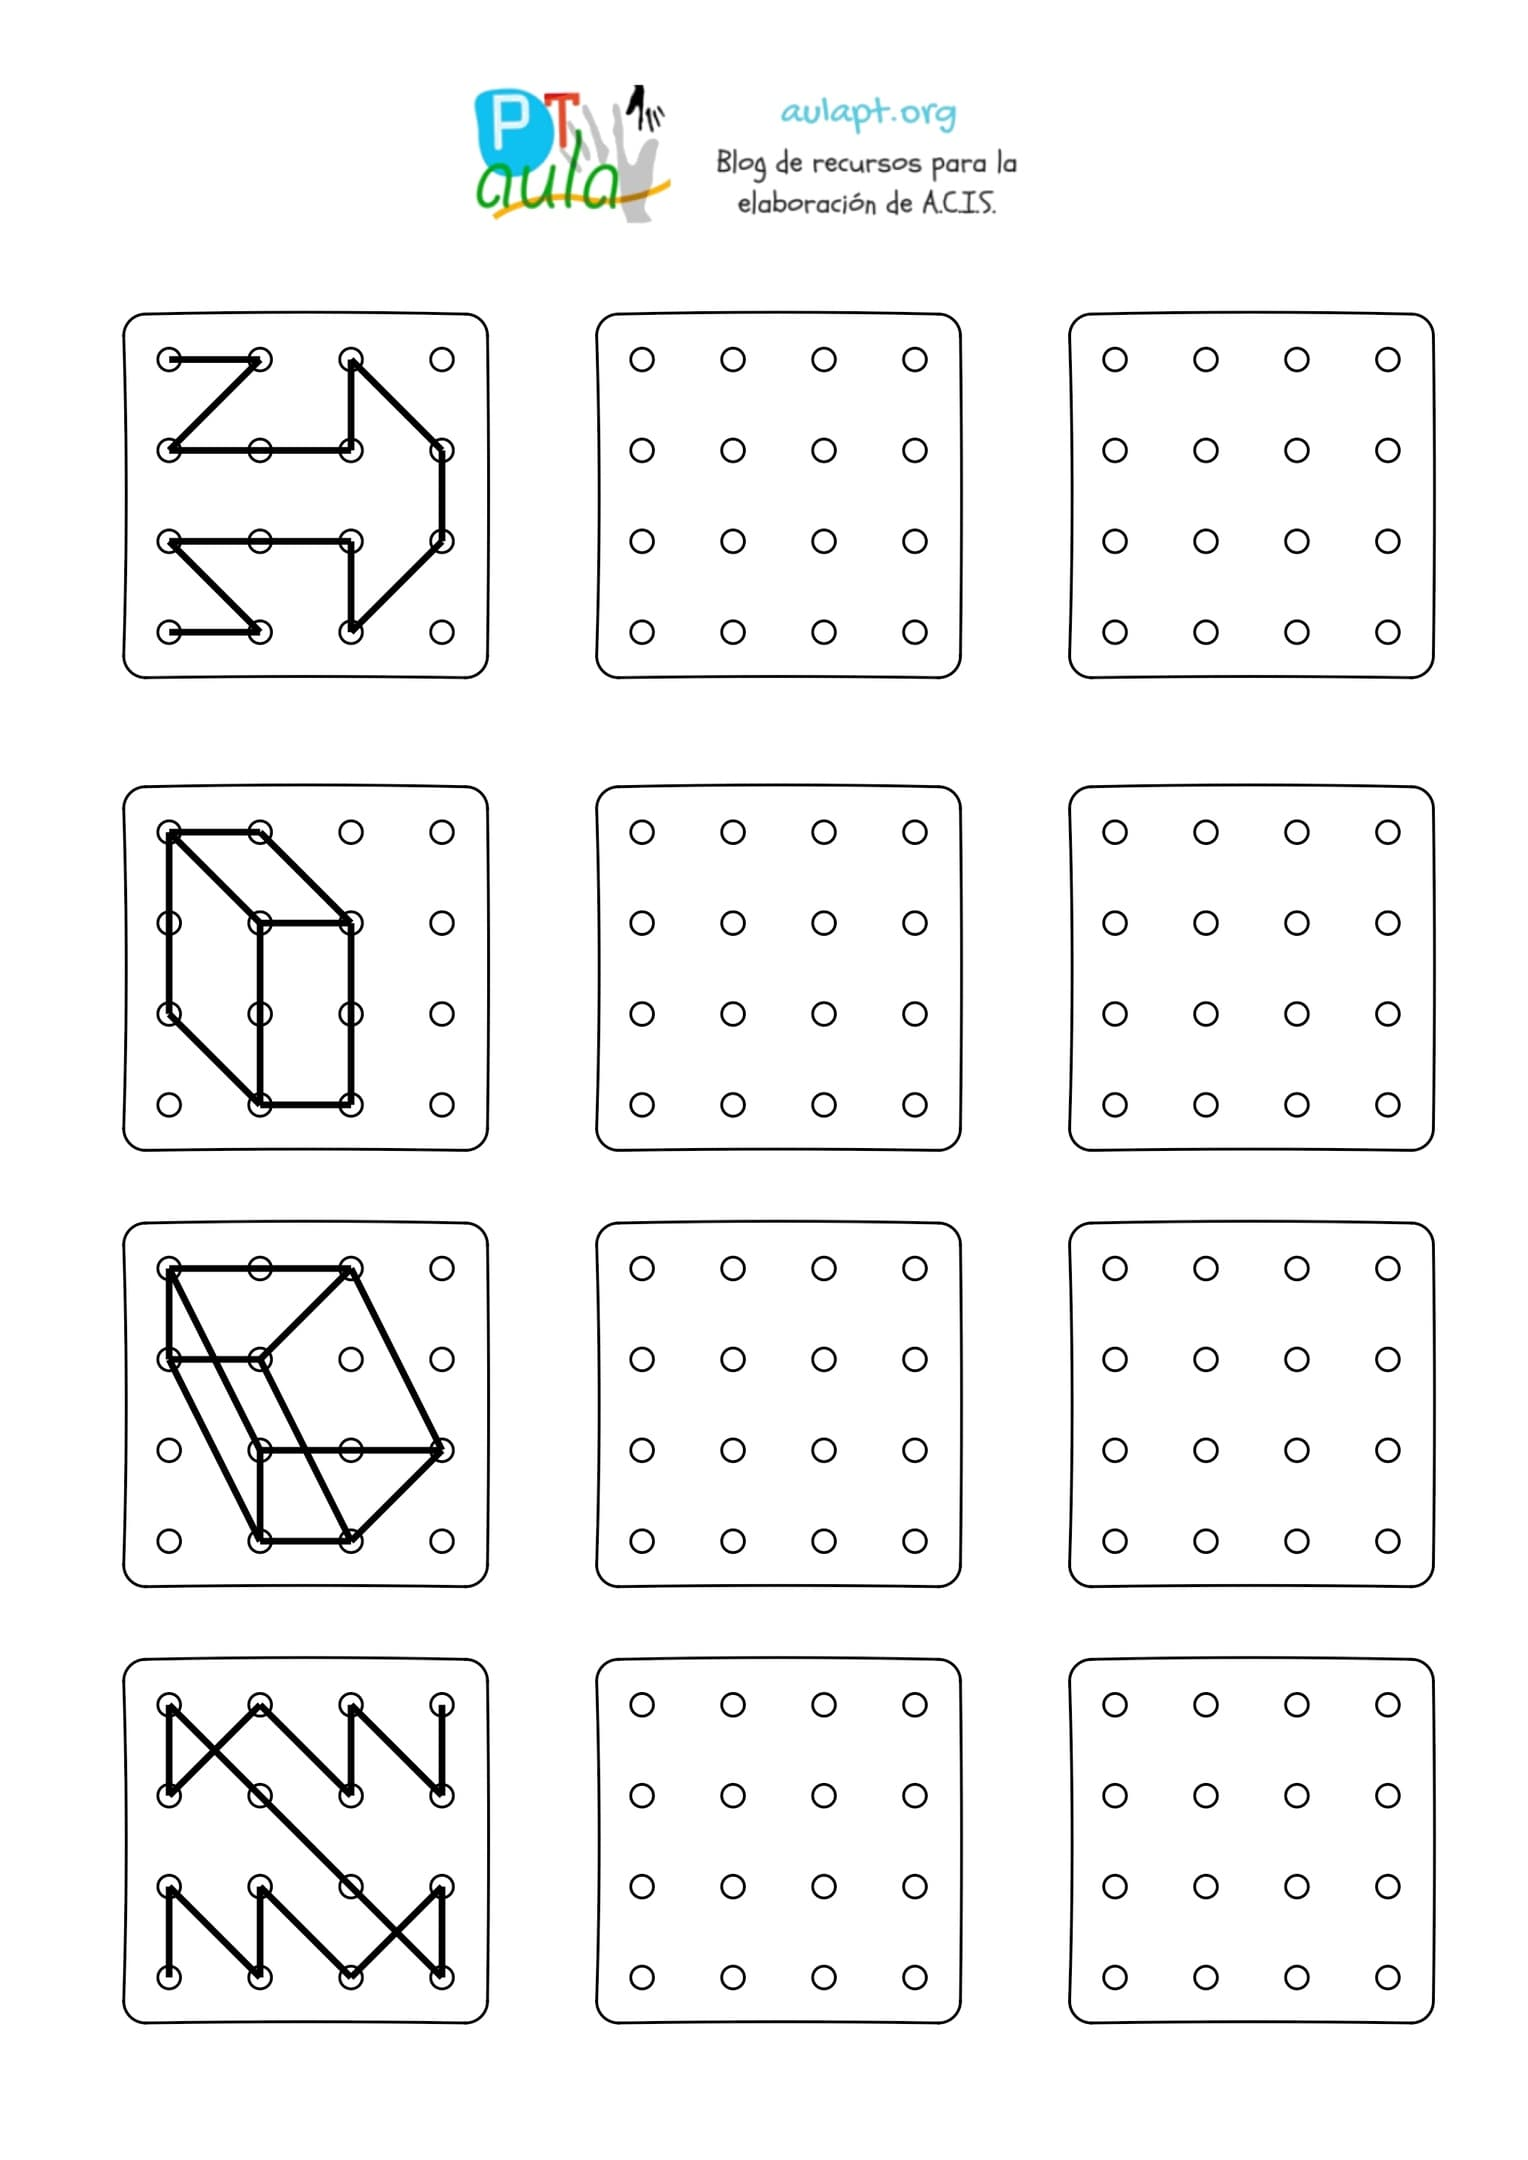 PT
aula
aulapt.org
Blog de recursos para la
elaboración de A.C.I.S.